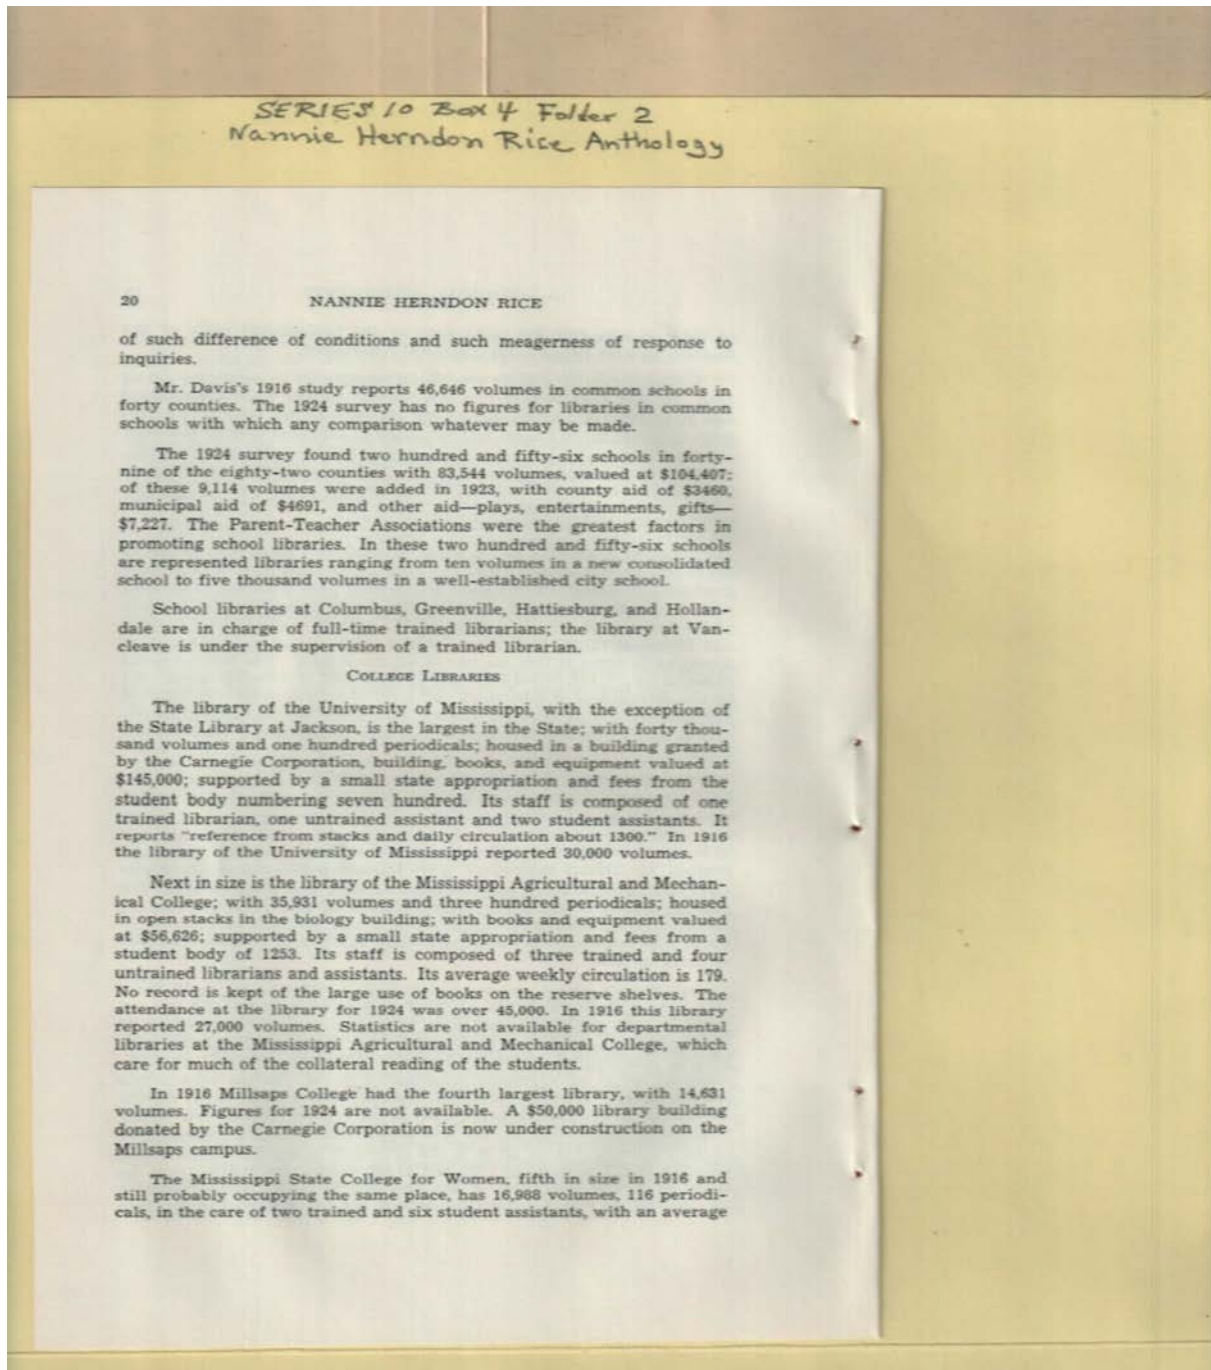 SERIES 10 Box 4 Folder 2
Nannie Herndon Rice Anthology
20 NANNIE HERNDON RICE
of such difference of conditions and such meagerness of response to
inquiries.
Mr. Davis's 1916 study reports 46,646 volumes in common schools in
forty counties. The 1924 survey has no figures for libraries in common
schools with which any comparison whatever may be made.
The 1924 survey found two hundred and fifty-six schools in forty-
nine of the eighty-two counties with 83,544 volumes, valued at $104,407;
of these 9,114 volumes were added in 1923, with county aid of $3460,
municipal aid of $4691, and other aid—plays, entertainments, gifts—
$7,227. The Parent-Teacher Associations were the greatest factors in
promoting school libraries. In these two hundred and fifty-six schools
are represented libraries ranging from ten volumes in a new consolidated
school to five thousand volumes in a well-established city school.
School libraries at Columbus, Greenville, Hattiesburg, and Hollan-
dale are in charge of full-time trained librarians; the library at Van-
cleave is under the supervision of a trained librarian.
COLLEGE LIBRARIES
The library of the University of Mississippi, with the exception of
the State Library at Jackson, is the largest in the State; with forty thou-
sand volumes and one hundred periodicals; housed in a building granted
by the Carnegie Corporation, building, books, and equipment valued at
$145,000; supported by a small state appropriation and fees from the
student body numbering seven hundred. Its staff is composed of one
trained librarian, one untrained assistant and two student assistants. It
reports "reference from stacks and daily circulation about 1300." In 1916
the library of the University of Mississippi reported 30,000 volumes.
Next in size is the library of the Mississippi Agricultural and Mechan-
ical College; with 35,931 volumes and three hundred periodicals; housed
in open stacks in the biology building; with books and equipment valued
at $56,626; supported by a small state appropriation and fees from a
student body of 1253. Its staff is composed of three trained and four
untrained librarians and assistants. Its average weekly circulation is 179.
No record is kept of the large use of books on the reserve shelves. The
attendance at the library for 1924 was over 45,000. In 1916 this library
reported 27,000 volumes. Statistics are not available for departmental
libraries at the Mississippi Agricultural and Mechanical College, which
care for much of the collateral reading of the students.
In 1916 Millsaps College had the fourth largest library, with 14,631
volumes. Figures for 1924 are not available. A $50,000 library building
donated by the Carnegie Corporation is now under construction on the
Millsaps campus.
The Mississippi State College for Women, fifth in size in 1916 and
still probably occupying the same place, has 16,988 volumes, 116 periodi-
cals, in the care of two trained and six student assistants, with an average